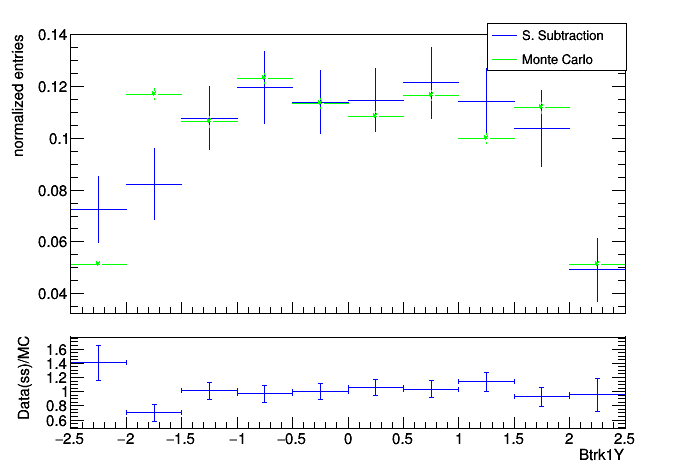 S. Subtraction
Monte Carlo
normalized entries
0.14
0.12
0.1
0.08
0.06
0.04
Data(ss)/MC
1.6
1.4
1.2
1
0.8
0.6
−2.5 −2 −1.5 −1 −0.5 0 0.5 1 1.5 2 2.5
Btrk1Y